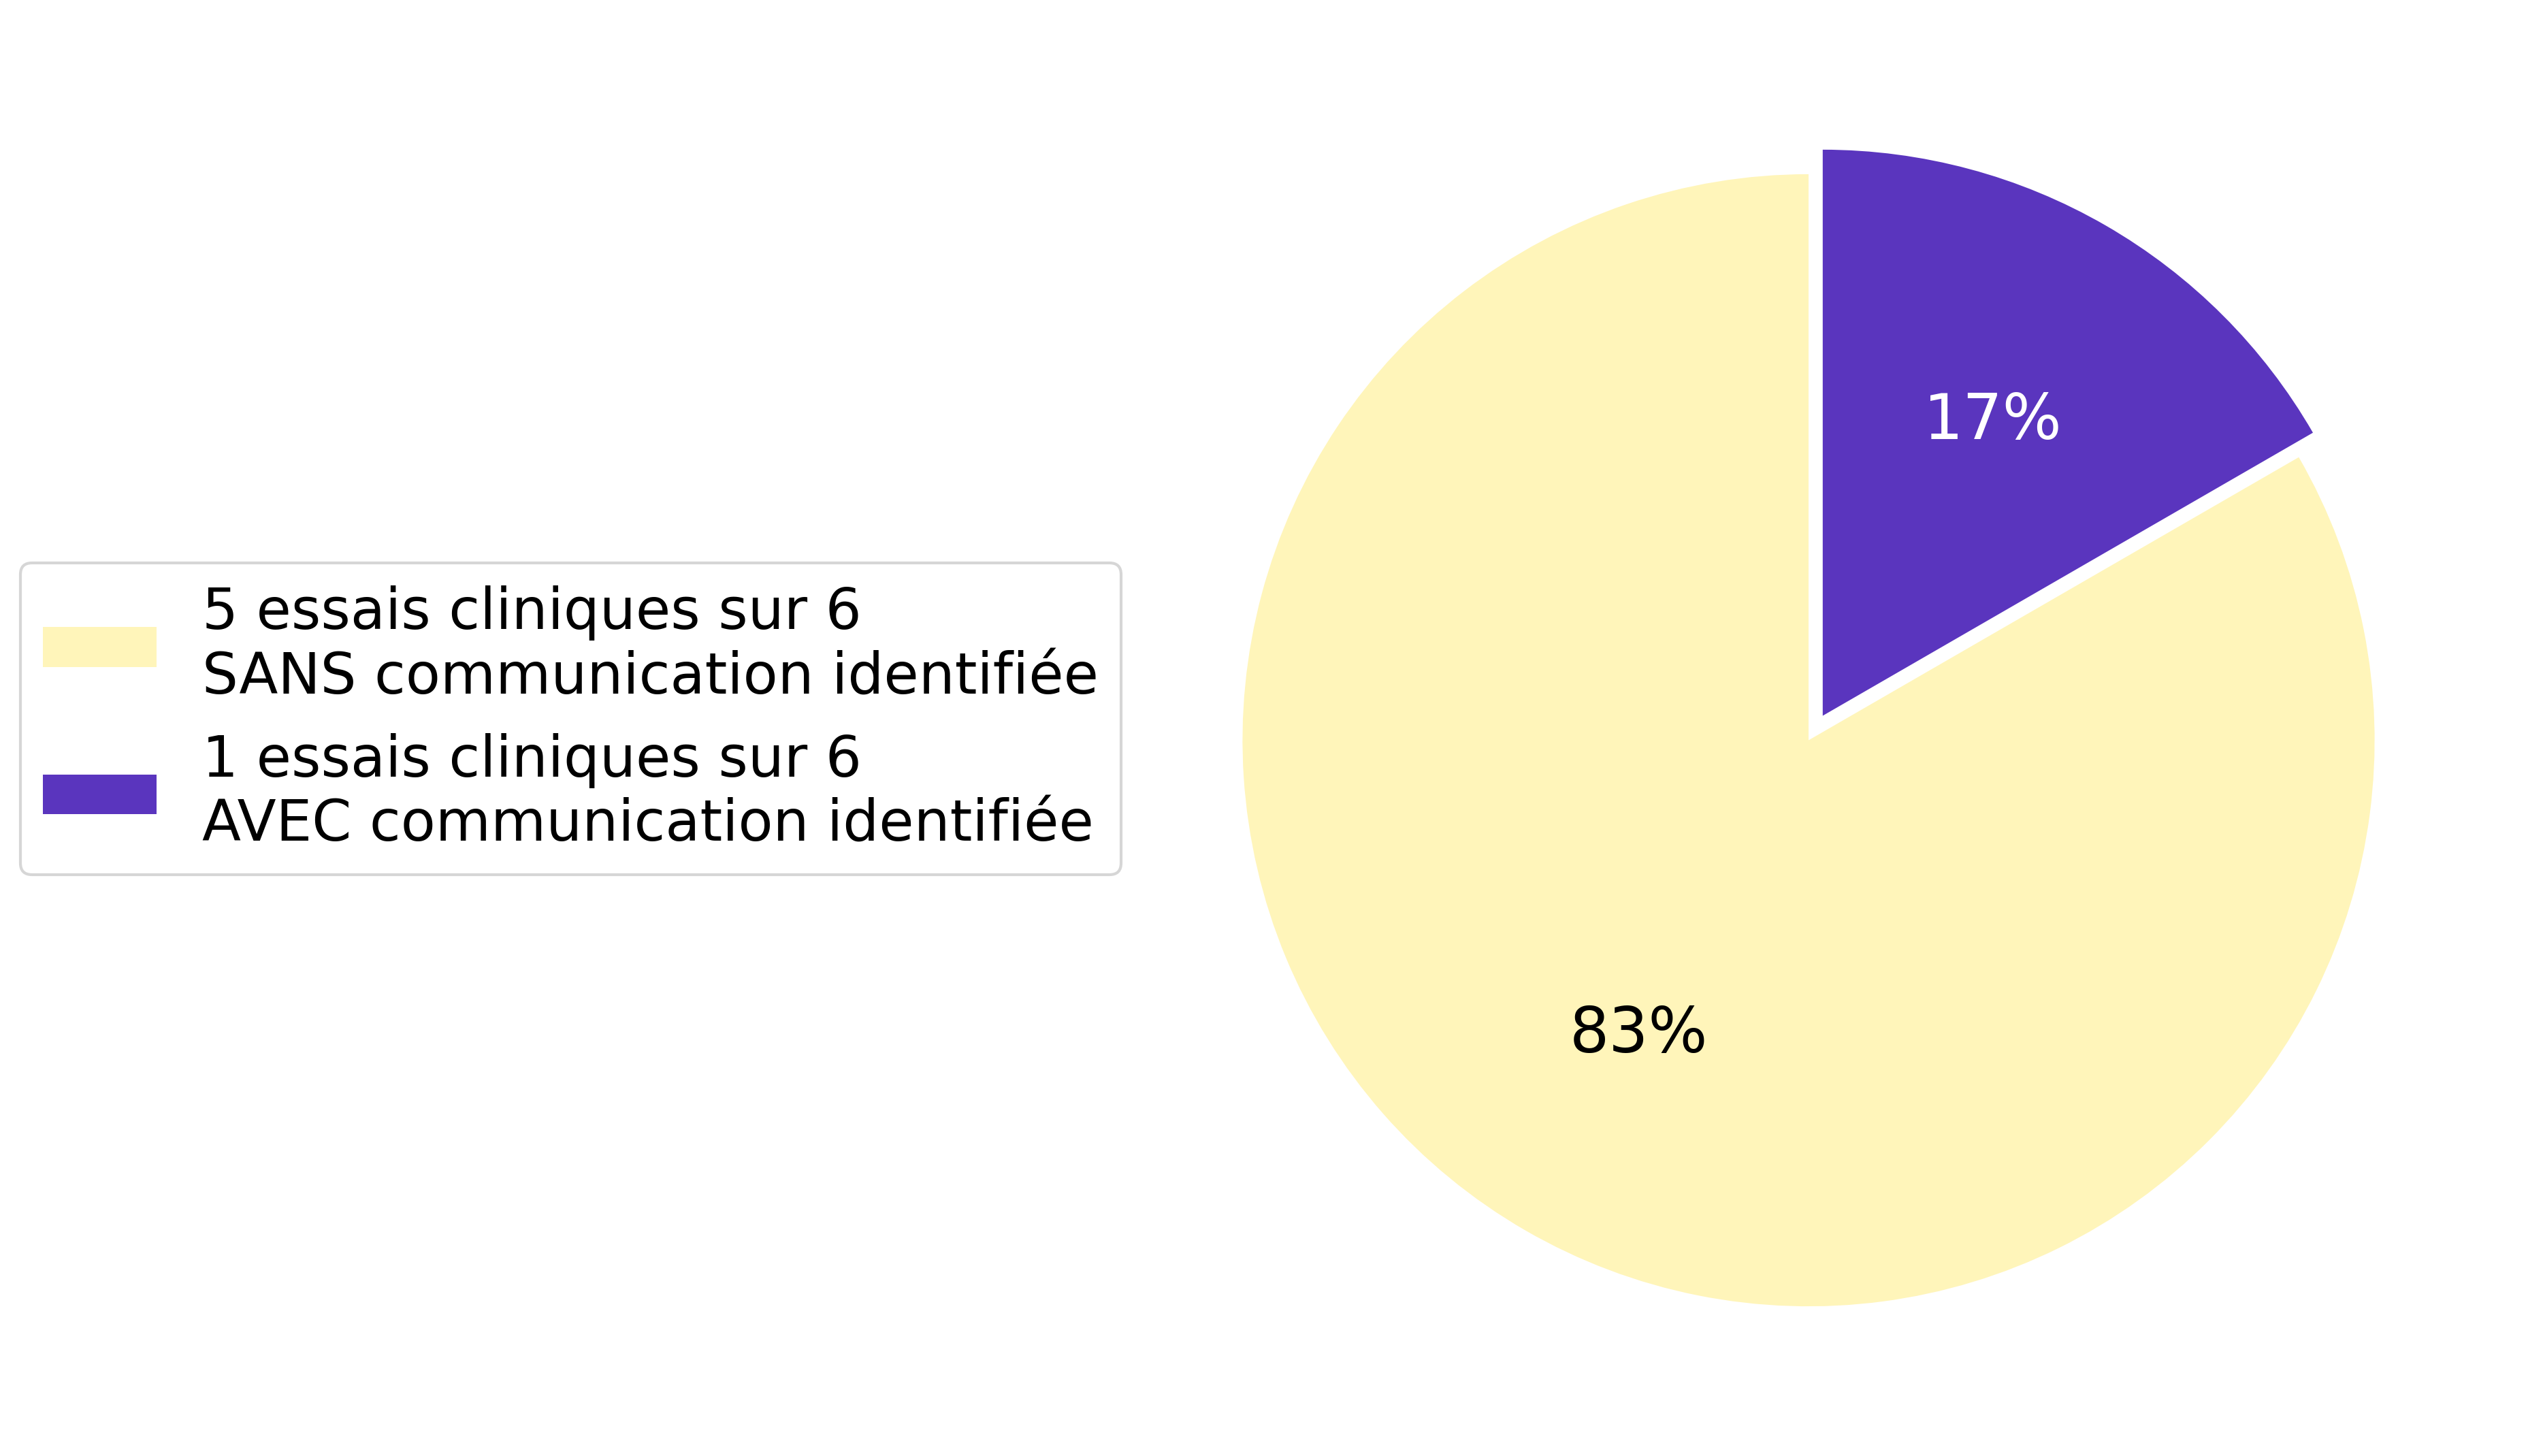 5 essais cliniques sur 6
SANS communication identifiée
1 essais cliniques sur 6
AVEC communication identifiée
17%
83%